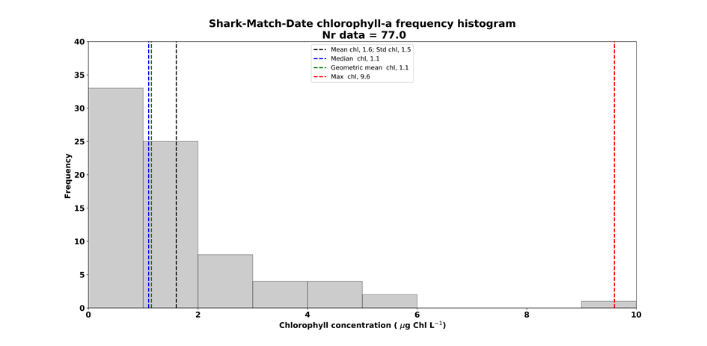 Shark-Match-Date chlorophyll-a frequency histogram
Nr data = 77.0
Mean chl, 1.6; Std chl, 1.5
Median chl, 1.1
Geometric mean chl, 1.1
Max chl, 9.6
40
35
30
25
20
15
10
5
0
Frequency
0 2 4 6 8 10
Chlorophyll concentration ( μg Chl L⁻¹)